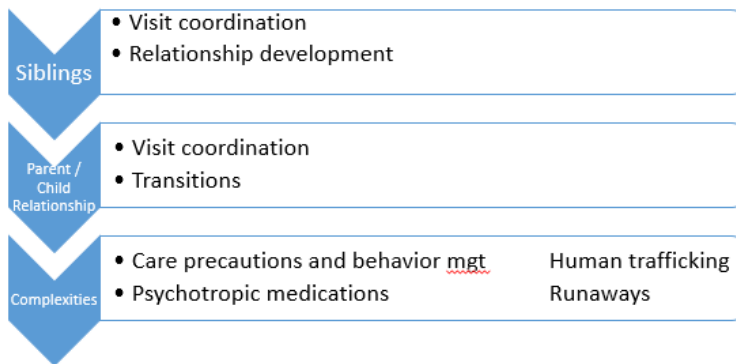 Siblings
• Visit coordination
• Relationship development
Parent /
Child
Relationship
• Visit coordination
• Transitions
Complexities
• Care precautions and behavior mgt Human trafficking
• Psychotropic medications Runaways